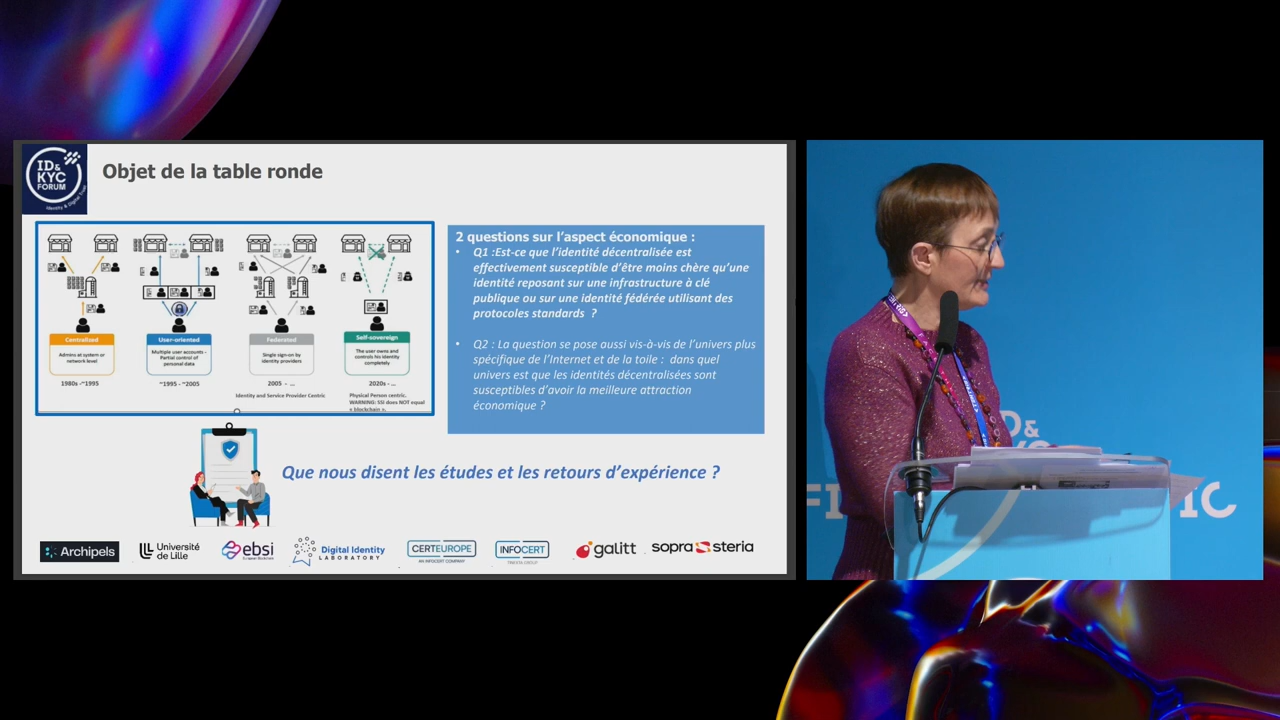 ID&
KYC
FORUM
Identity & Digital Trust
Objet de la table ronde
Centralized
Admins at system or
network level
1980s -~1995
User-oriented
Multiple user accounts -
Partial control of
personal data
~1995 - ~2005
Federated
Single sign-on by
identity providers
2005 - ...
Identity and Service Provider Centric
Self-sovereign
The user owns and
controls his identity
completely
2020s - ...
Physical Person centric.
WARNING: SSI does NOT equal
« blockchain ».
2 questions sur l’aspect économique :
• Q1 :Est-ce que l’identité décentralisée est
effectivement susceptible d’être moins chère qu’une
identité reposant sur une infrastructure à clé
publique ou sur une identité fédérée utilisant des
protocoles standards ?
• Q2 : La question se pose aussi vis-à-vis de l’univers plus
spécifique de l’Internet et de la toile : dans quel
univers est que les identités décentralisées sont
susceptibles d’avoir la meilleure attraction
économique ?
Que nous disent les études et les retours d’expérience ?
Archipels
Université
de Lille
ebsi
Digital Identity
LABORATORY
CERTEUROPE
AN INFOCERT COMPANY
INFOCERT
TINEXTA GROUP
galitt
sopra steria
D&
KYC
FI
IC